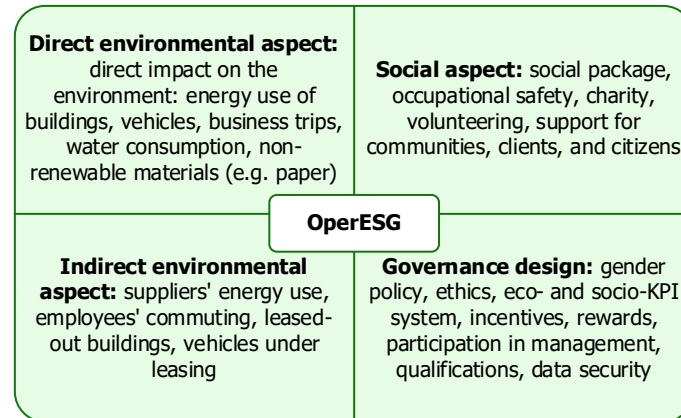 Direct environmental aspect:
direct impact on the
environment: energy use of
buildings, vehicles, business trips,
water consumption, non-
renewable materials (e.g. paper)
Social aspect: social package,
occupational safety, charity,
volunteering, support for
communities, clients, and citizens
OperESG
Indirect environmental
aspect: suppliers' energy use,
employees' commuting, leased-
out buildings, vehicles under
leasing
Governance design: gender
policy, ethics, eco- and socio-KPI
system, incentives, rewards,
participation in management,
qualifications, data security